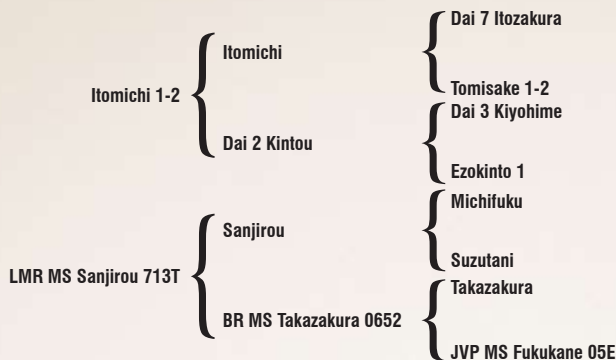 Dai 7 Itozakura
Itomichi
Itomichi 1-2
Tomisake 1-2
Dai 3 Kiyohime
Dai 2 Kintou
Ezokinto 1
Michifuku
Sanjirou
LMR MS Sanjirou 713T
Suzutani
Takazakura
BR MS Takazakura 0652
JVP MS Fukukane 05E